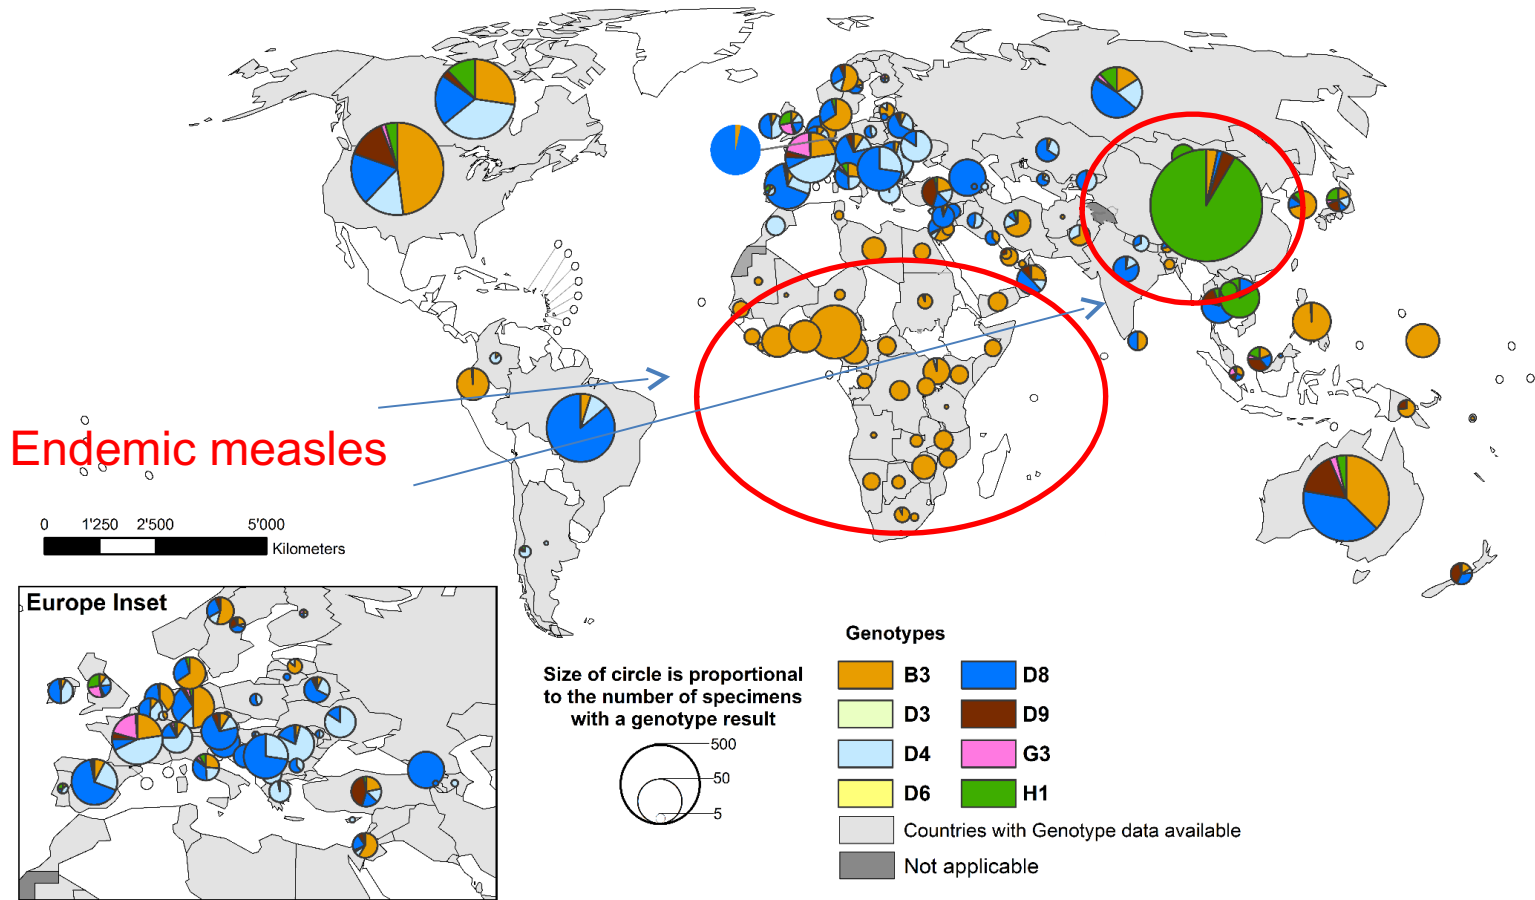 Endemic measles
0 1'250 2'500 5'000
Kilometers
Europe Inset
Size of circle is proportional
to the number of specimens
with a genotype result
500
50
5
Genotypes
B3 D8
D3 D9
D4 G3
D6 H1
Countries with Genotype data available
Not applicable